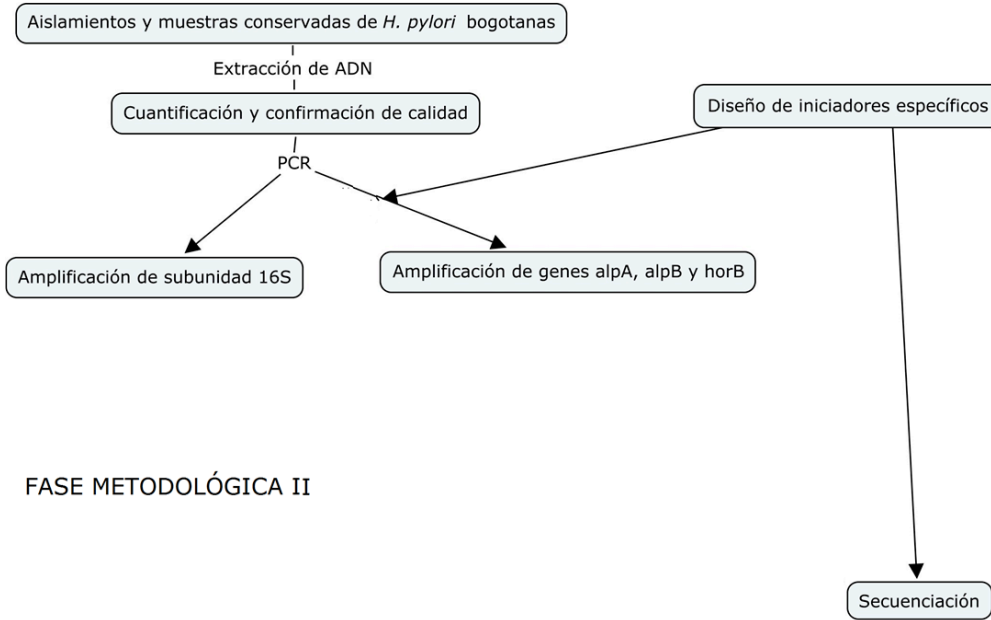 Aislamientos y muestras conservadas de H. pylori bogotanas
Extracción de ADN
Cuantificación y confirmación de calidad
Diseño de iniciadores específicos
PCR
Amplificación de subunidad 16S
Amplificación de genes alpA, alpB y horB
FASE METODOLÓGICA II
Secuenciación